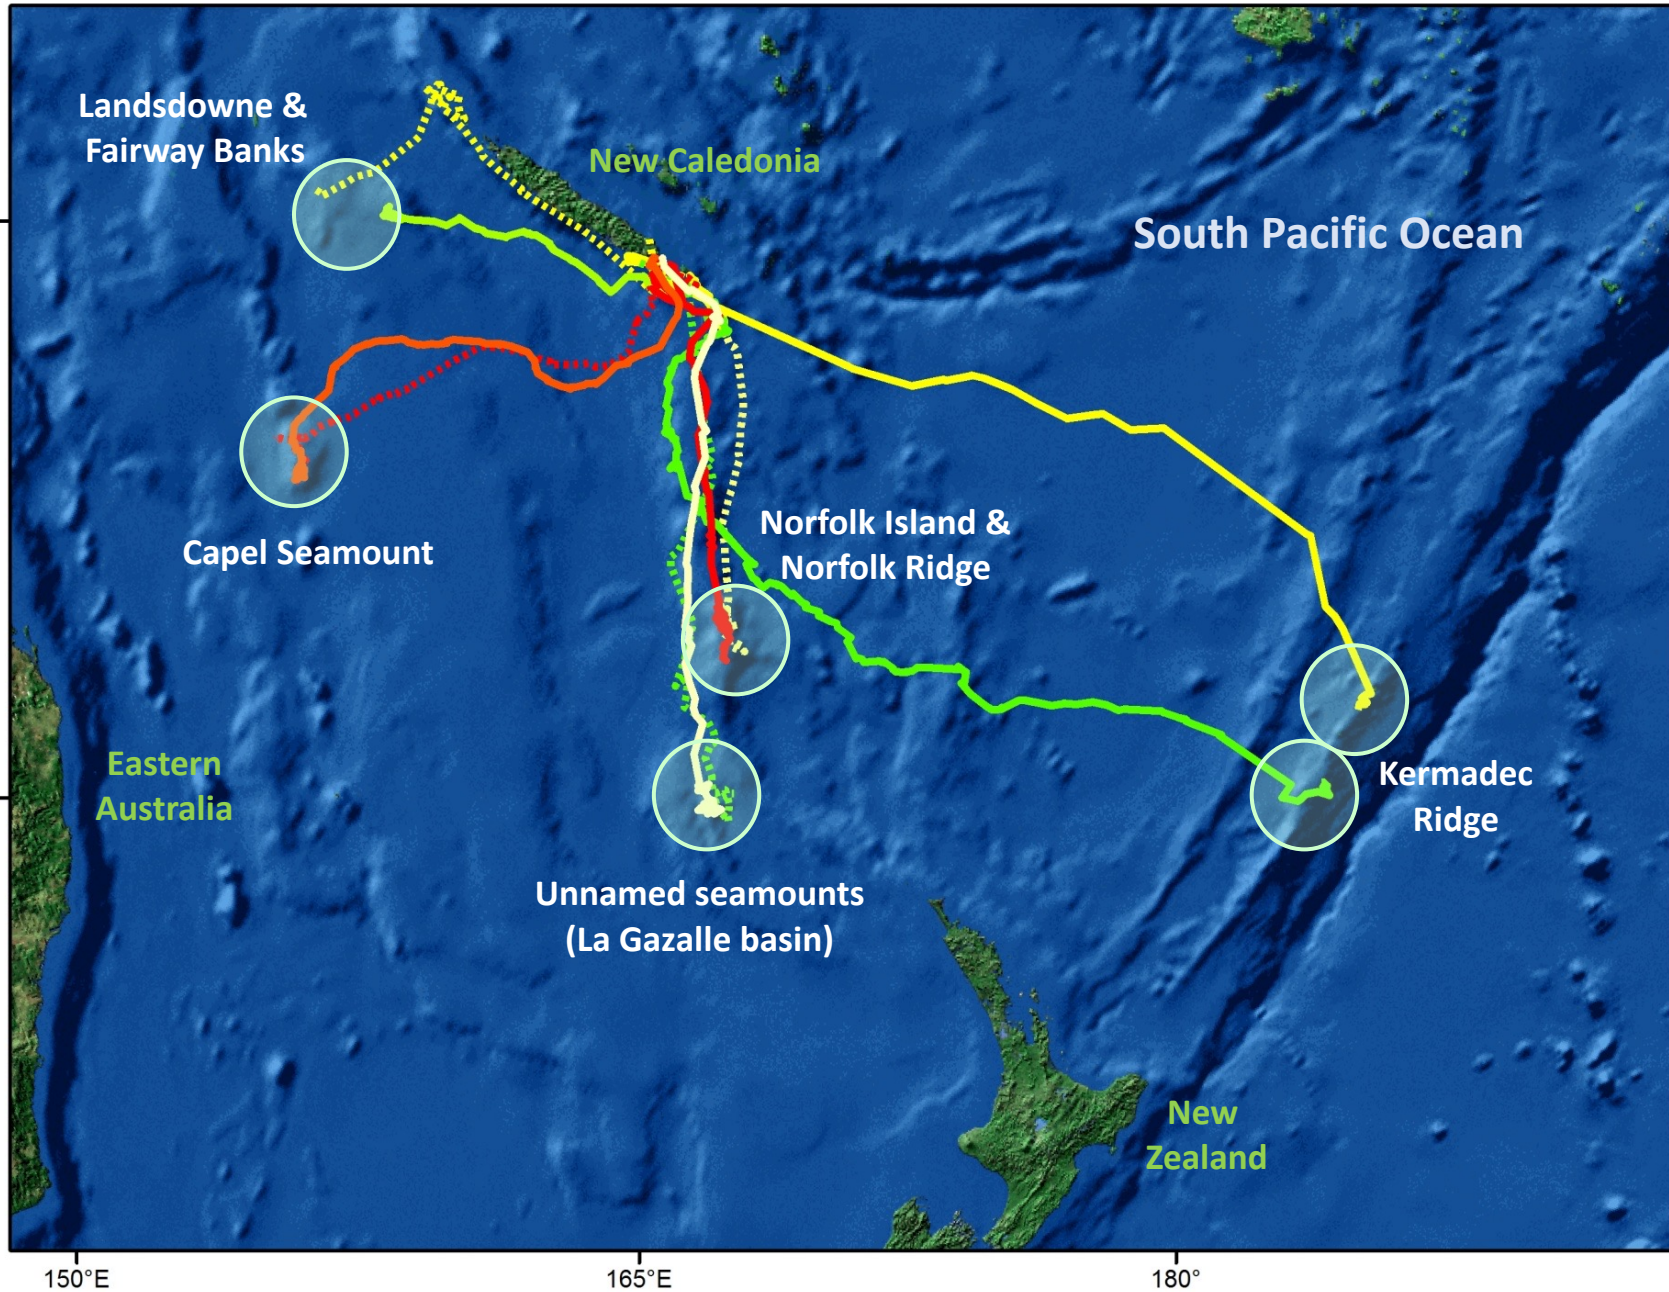 Landsdowne &
Fairway Banks
New Caledonia
South Pacific Ocean
Capel Seamount
Norfolk Island &
Norfolk Ridge
Eastern
Australia
Kermadec
Ridge
Unnamed seamounts
(La Gazalle basin)
New
Zealand
150°E
165°E
180°